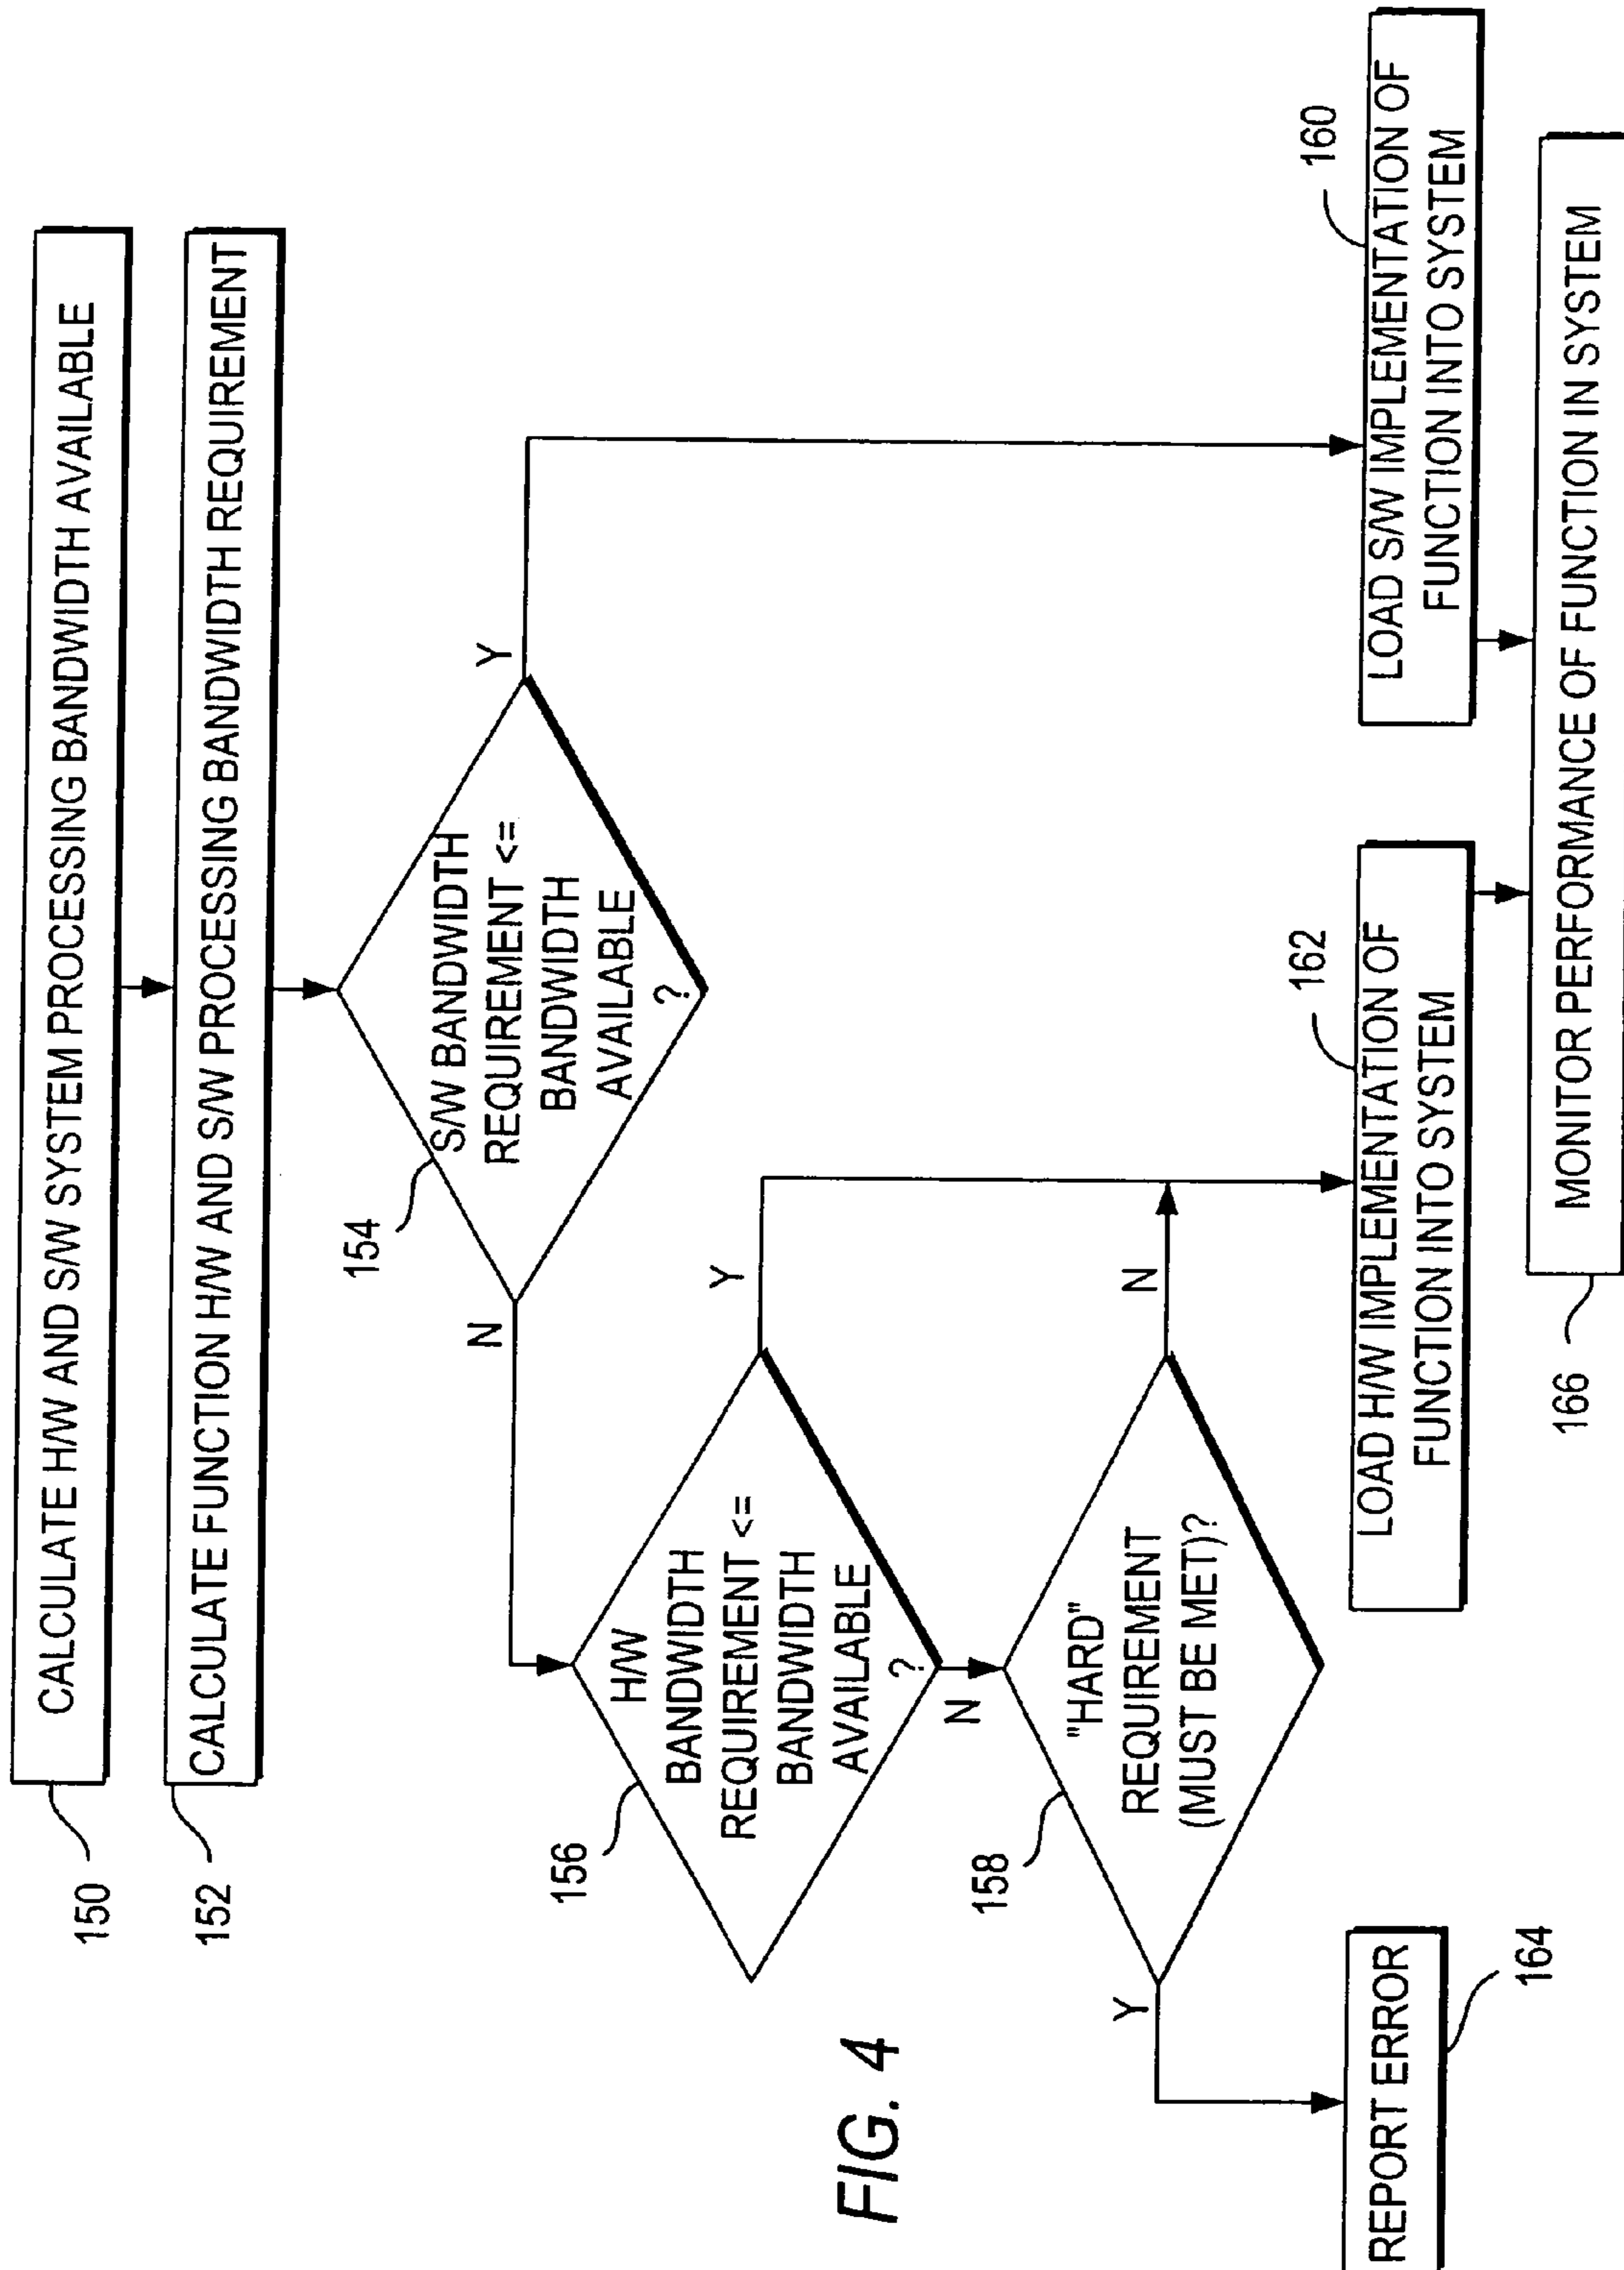 CALCULATE H/W AND S/W SYSTEM PROCESSING BANDWIDTH AVAILABLE
150
CALCULATE FUNCTION H/W AND S/W PROCESSING BANDWIDTH REQUIREMENT
152
S/W BANDWIDTH
REQUIREMENT <=
BANDWIDTH
AVAILABLE
?
154
N
Y
H/W
BANDWIDTH
REQUIREMENT <=
BANDWIDTH
AVAILABLE
?
156
Y
N
"HARD"
REQUIREMENT
(MUST BE MET)?
158
Y
N
REPORT ERROR
164
LOAD H/W IMPLEMENTATION OF
FUNCTION INTO SYSTEM
162
LOAD S/W IMPLEMENTATION OF
FUNCTION INTO SYSTEM
160
MONITOR PERFORMANCE OF FUNCTION IN SYSTEM
166
FIG. 4